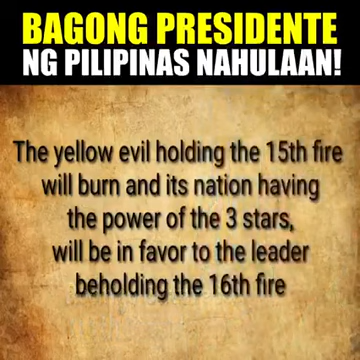 BAGONG PRESIDENTE
NG PILIPINAS NAHULAAN!
The yellow evil holding the 15th fire
will burn and its nation having
the power of the 3 stars,
will be in favor to the leader
beholding the 16th fire